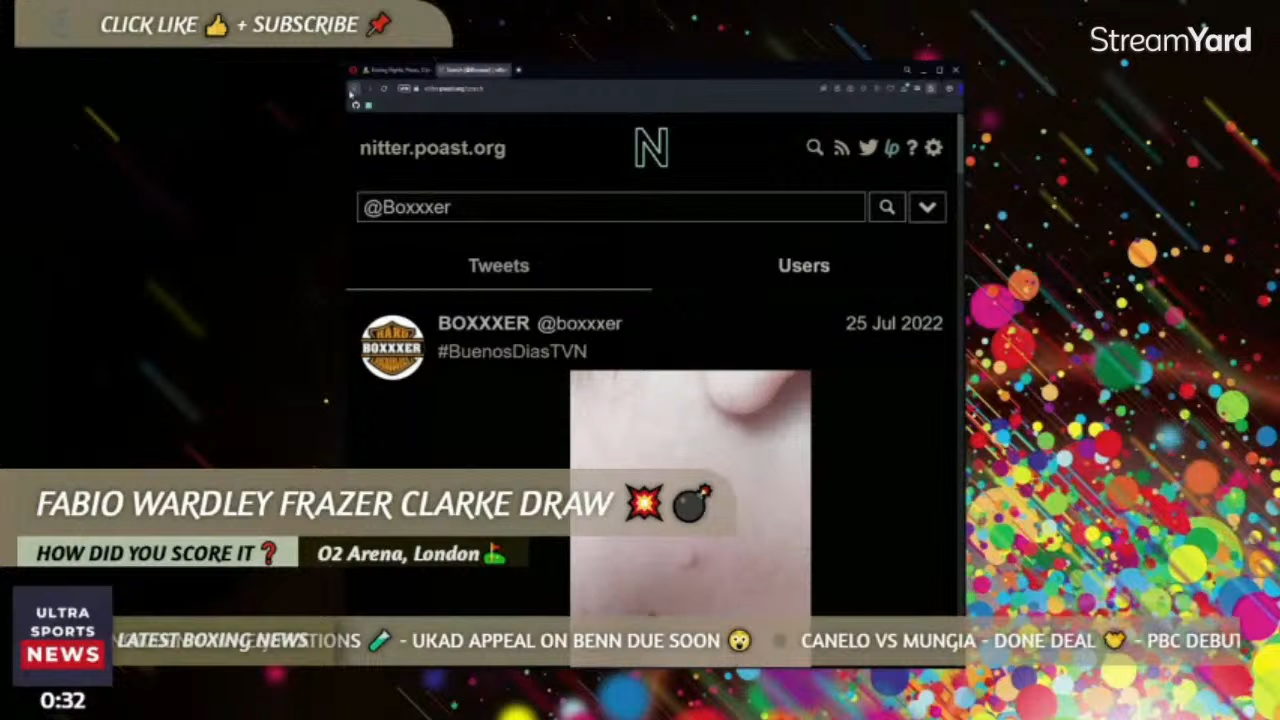 CLICK LIKE 👍 + SUBSCRIBE 📌
StreamYard
nitter.poast.org
N
@Boxxxer
Tweets
Users
BOXXXER @boxxxer
25 Jul 2022
#BuenosDiasTVN
HARD
BOXXXER
FABIO WARDLEY FRAZER CLARKE DRAW 💥 💣
HOW DID YOU SCORE IT ❓
O2 Arena, London ⛳
ULTRA
SPORTS
NEWS
LATEST BOXING NEWS
TIONS 🧪 - UKAD APPEAL ON BENN DUE SOON 😲
CANELO VS MUNGIA - DONE DEAL - PBC DEBUT
0:32